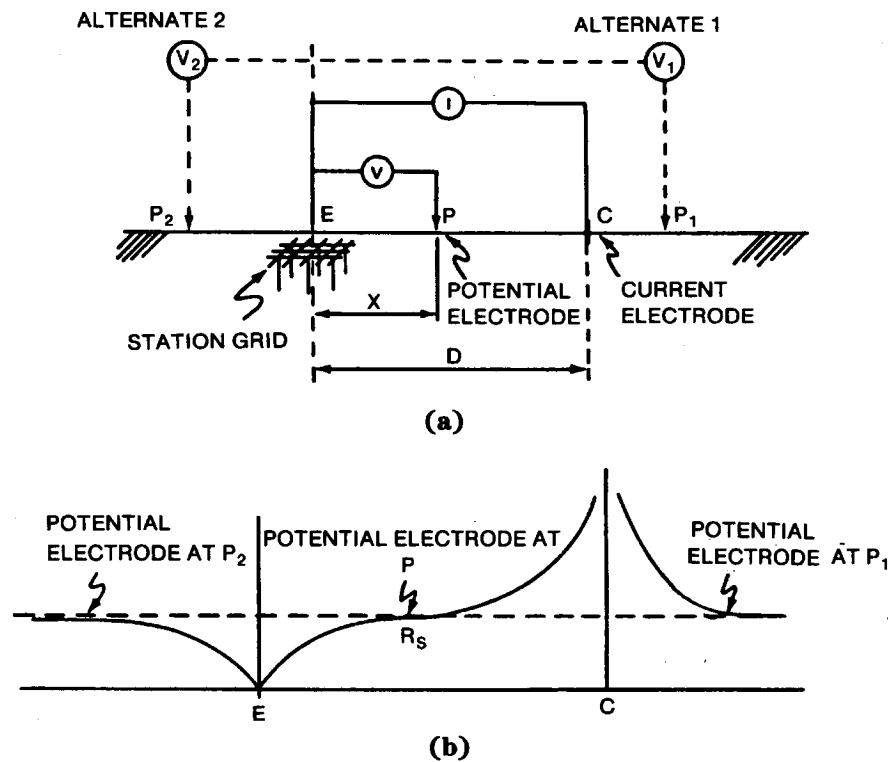 ALTERNATE 2
ALTERNATE 1
V₂
V₁
I
V
P₂
E
P
C
P₁
POTENTIAL
ELECTRODE
CURRENT
ELECTRODE
X
STATION GRID
D
(a)
POTENTIAL
ELECTRODE AT P₂
POTENTIAL ELECTRODE AT
P
POTENTIAL
ELECTRODE AT P₁
R_S
E
C
(b)